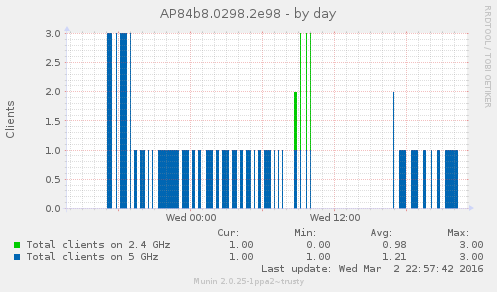 AP84b8.0298.2e98 - by day
RRDTOOL / TOBI OETIKER
3.0
2.5
2.0
1.5
1.0
0.5
0.0
Clients
Wed 00:00 Wed 12:00
Cur: Min: Avg: Max:
Total clients on 2.4 GHz 1.00 0.00 0.98 3.00
Total clients on 5 GHz 1.00 1.00 1.21 3.00
Last update: Wed Mar 2 22:57:42 2016
Munin 2.0.25-1ppa2~trusty